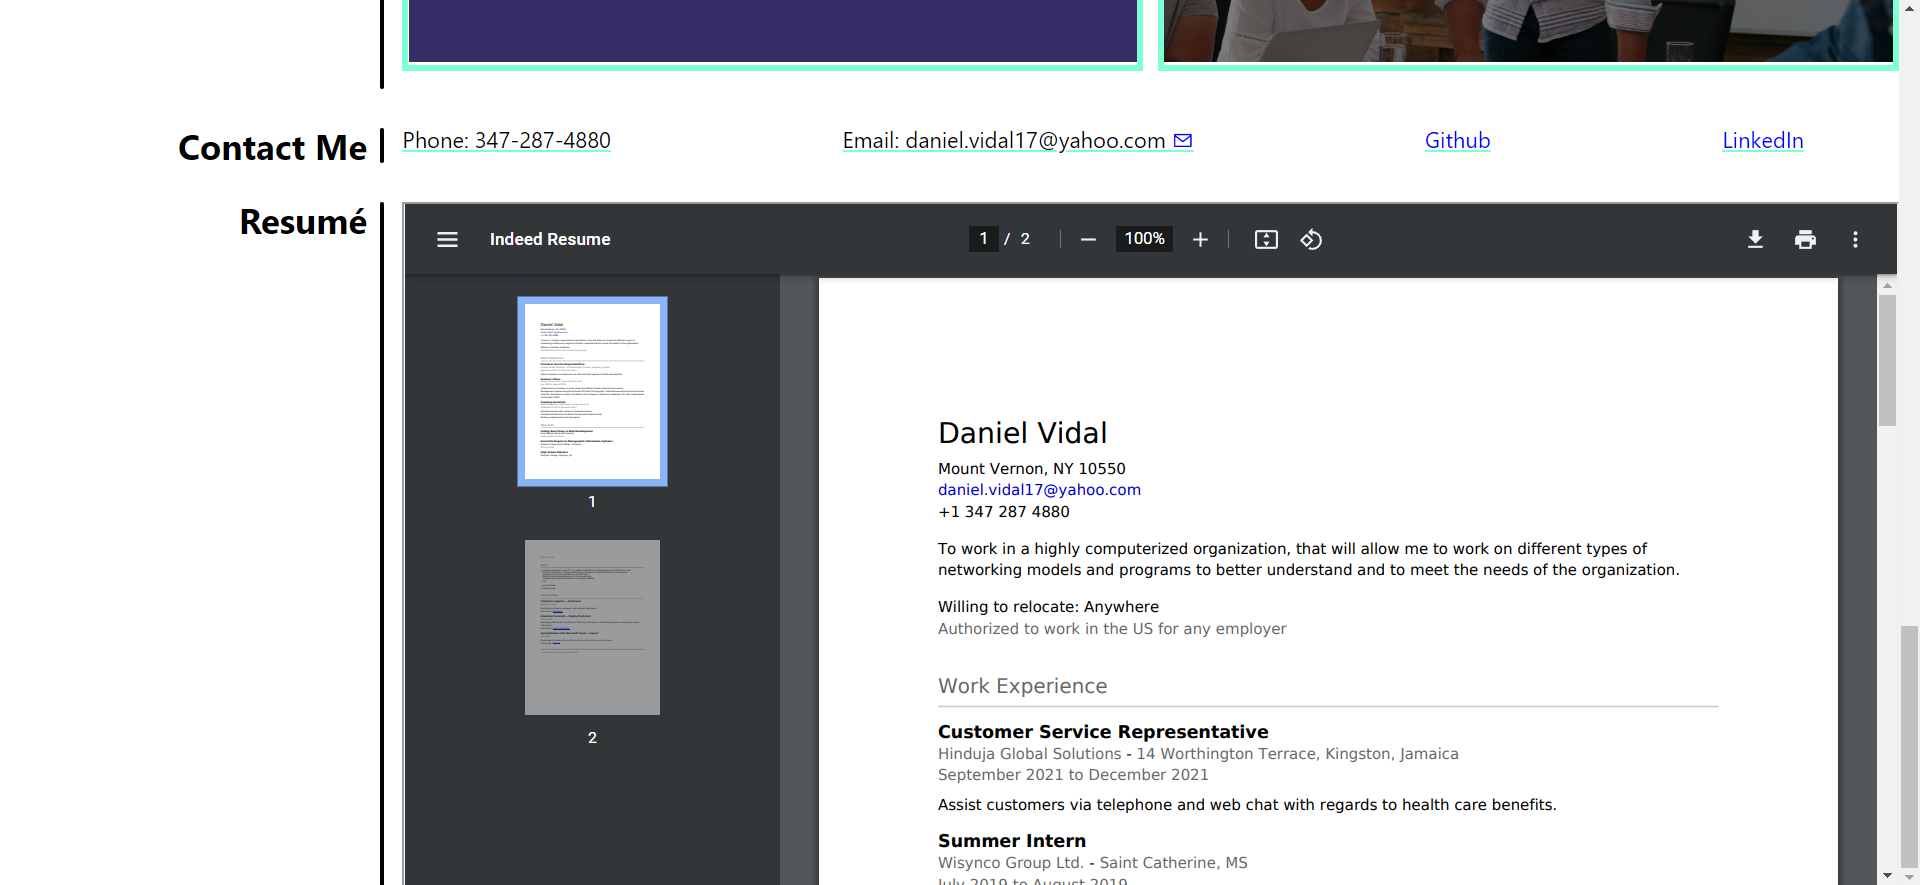 Contact Me
Phone: 347-287-4880
Email: daniel.vidal17@yahoo.com
Github
LinkedIn
Resumé
Indeed Resume
1 / 2
100%
1
2
Daniel Vidal
Mount Vernon, NY 10550
daniel.vidal17@yahoo.com
+1 347 287 4880
To work in a highly computerized organization, that will allow me to work on different types of
networking models and programs to better understand and to meet the needs of the organization.
Willing to relocate: Anywhere
Authorized to work in the US for any employer
Work Experience
Customer Service Representative
Hinduja Global Solutions - 14 Worthington Terrace, Kingston, Jamaica
September 2021 to December 2021
Assist customers via telephone and web chat with regards to health care benefits.
Summer Intern
Wisynco Group Ltd. - Saint Catherine, MS
July 2019 to August 2019